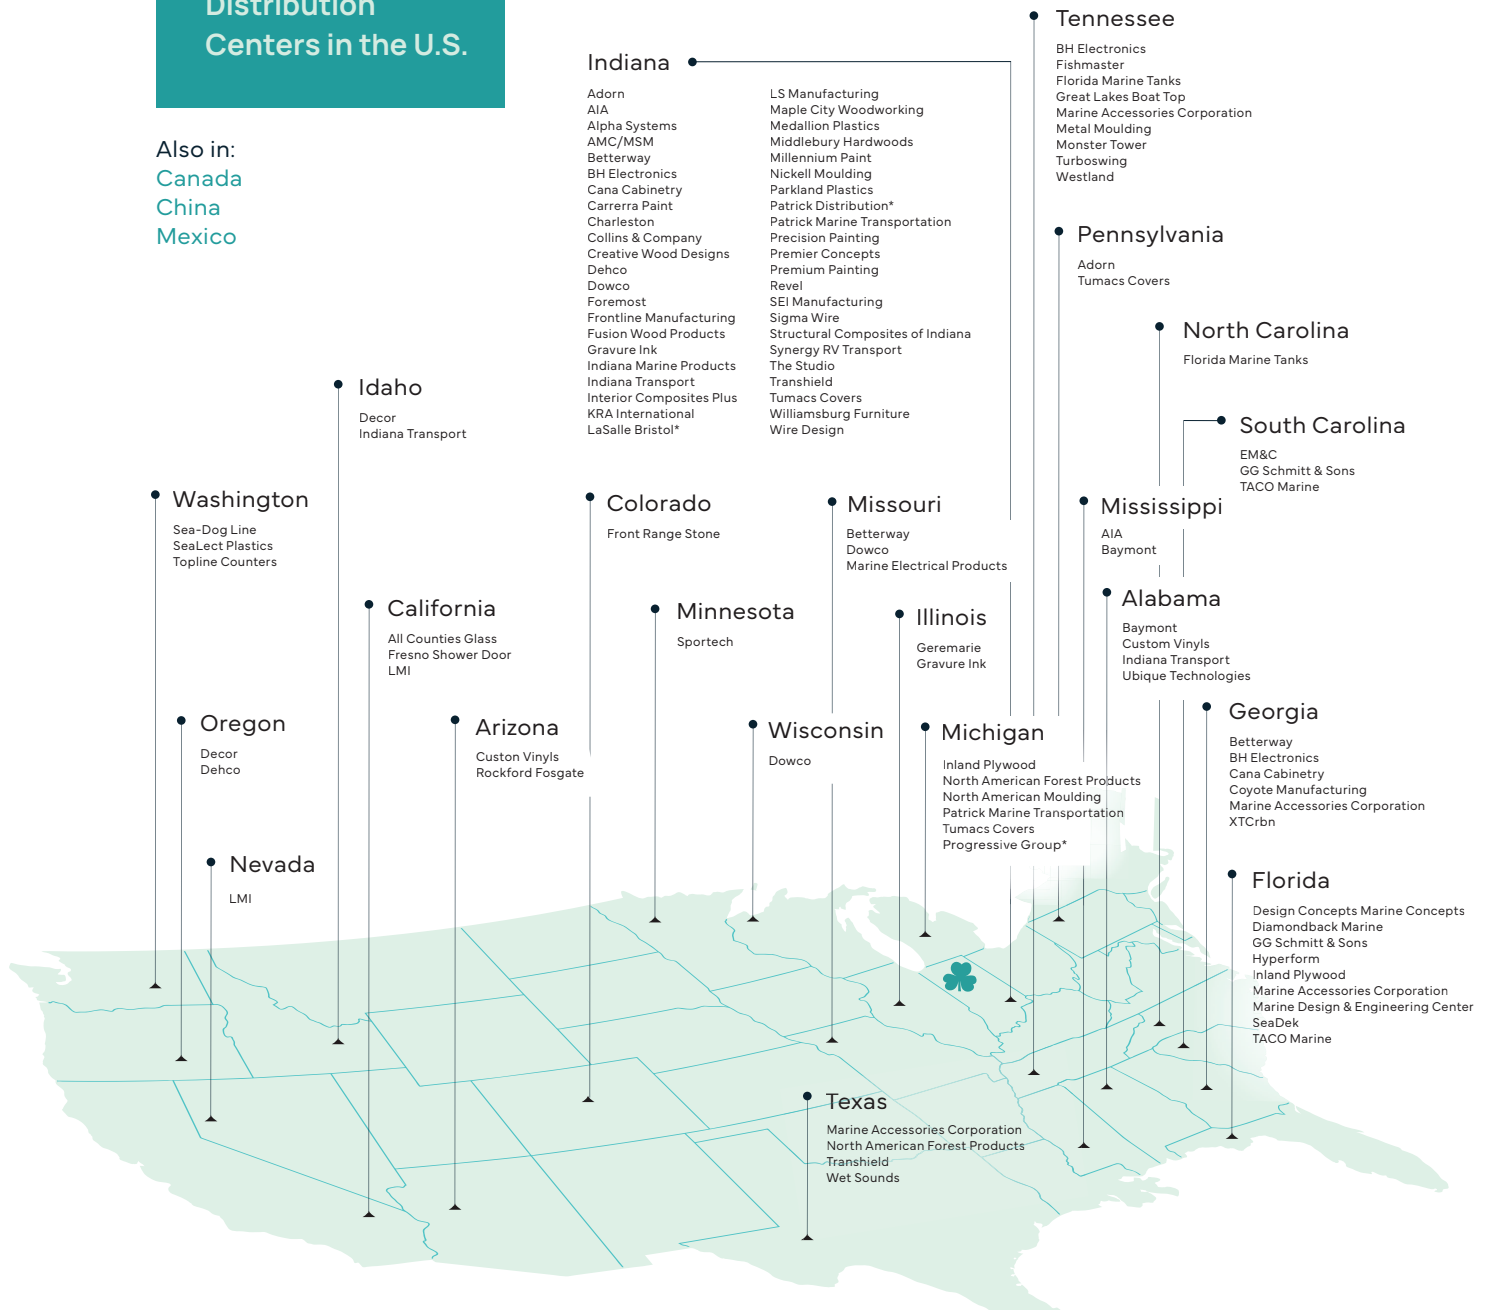 Distribution
Centers in the U.S.
Also in:
Canada
China
Mexico
Indiana
Adorn
AIA
Alpha Systems
AMC/MSM
Betterway
BH Electronics
Cana Cabinetry
Carrerra Paint
Charleston
Collins & Company
Creative Wood Designs
Dehco
Dowco
Foremost
Frontline Manufacturing
Fusion Wood Products
Gravure Ink
Indiana Marine Products
Indiana Transport
Interior Composites Plus
KRA International
LaSalle Bristol*
LS Manufacturing
Maple City Woodworking
Medallion Plastics
Middlebury Hardwoods
Millennium Paint
Nickell Moulding
Parkland Plastics
Patrick Distribution*
Patrick Marine Transportation
Precision Painting
Premier Concepts
Premium Painting
Revel
SEI Manufacturing
Sigma Wire
Structural Composites of Indiana
Synergy RV Transport
The Studio
Transhield
Tumacs Covers
Williamsburg Furniture
Wire Design
Tennessee
BH Electronics
Fishmaster
Florida Marine Tanks
Great Lakes Boat Top
Marine Accessories Corporation
Metal Moulding
Monster Tower
Turboswing
Westland
Pennsylvania
Adorn
Tumacs Covers
North Carolina
Florida Marine Tanks
South Carolina
EM&C
GG Schmitt & Sons
TACO Marine
Idaho
Decor
Indiana Transport
Washington
Sea-Dog Line
SeaLect Plastics
Topline Counters
Colorado
Front Range Stone
Missouri
Betterway
Dowco
Marine Electrical Products
Mississippi
AIA
Baymont
California
All Counties Glass
Fresno Shower Door
LMI
Minnesota
Sportech
Illinois
Geremarie
Gravure Ink
Alabama
Baymont
Custom Vinyls
Indiana Transport
Ubique Technologies
Oregon
Decor
Dehco
Arizona
Custon Vinyls
Rockford Fosgate
Wisconsin
Dowco
Michigan
Inland Plywood
North American Forest Products
North American Moulding
Patrick Marine Transportation
Tumacs Covers
Progressive Group*
Georgia
Betterway
BH Electronics
Cana Cabinetry
Coyote Manufacturing
Marine Accessories Corporation
XTCrbn
Nevada
LMI
Florida
Design Concepts Marine Concepts
Diamondback Marine
GG Schmitt & Sons
Hyperform
Inland Plywood
Marine Accessories Corporation
Marine Design & Engineering Center
SeaDek
TACO Marine
Texas
Marine Accessories Corporation
North American Forest Products
Transhield
Wet Sounds